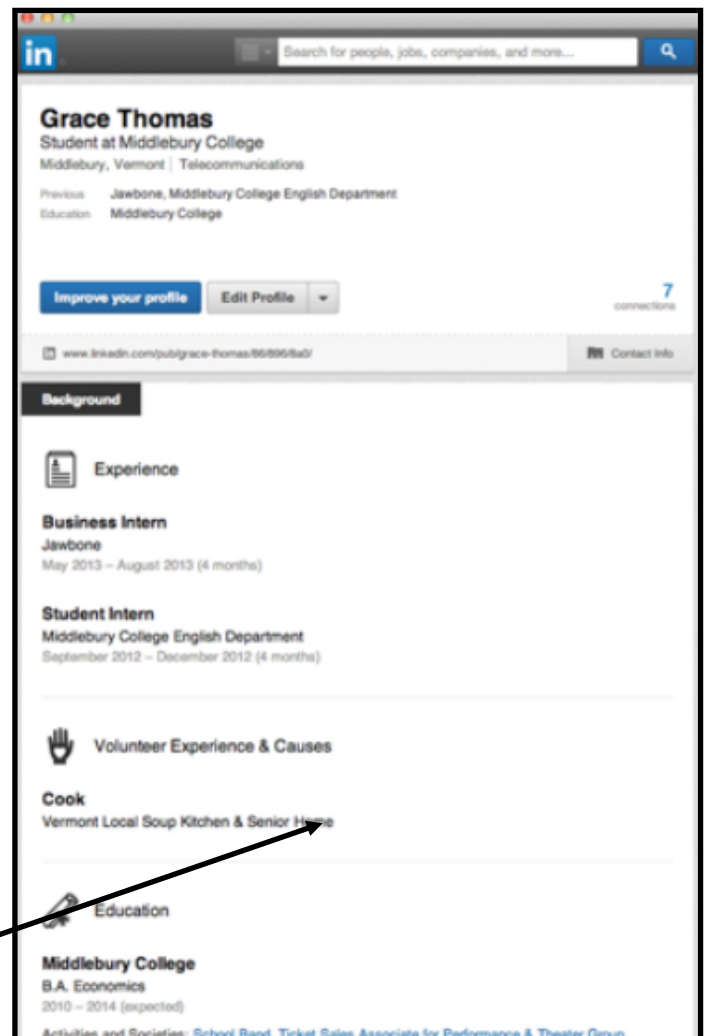 in
Search for people, jobs, companies, and more...
Grace Thomas
Student at Middlebury College
Middlebury, Vermont | Telecommunications
Previous Jawbone, Middlebury College English Department
Education Middlebury College
Improve your profile Edit Profile
7
connections
www.linkedin.com/pub/grace-thomas/86/896/8a0/
Contact Info
Background
Experience
Business Intern
Jawbone
May 2013 – August 2013 (4 months)
Student Intern
Middlebury College English Department
September 2012 – December 2012 (4 months)
Volunteer Experience & Causes
Cook
Vermont Local Soup Kitchen & Senior Home
Education
Middlebury College
B.A. Economics
2010 – 2014 (expected)
Activities and Societies: School Band, Ticket Sales Associate for Performance & Theater Group